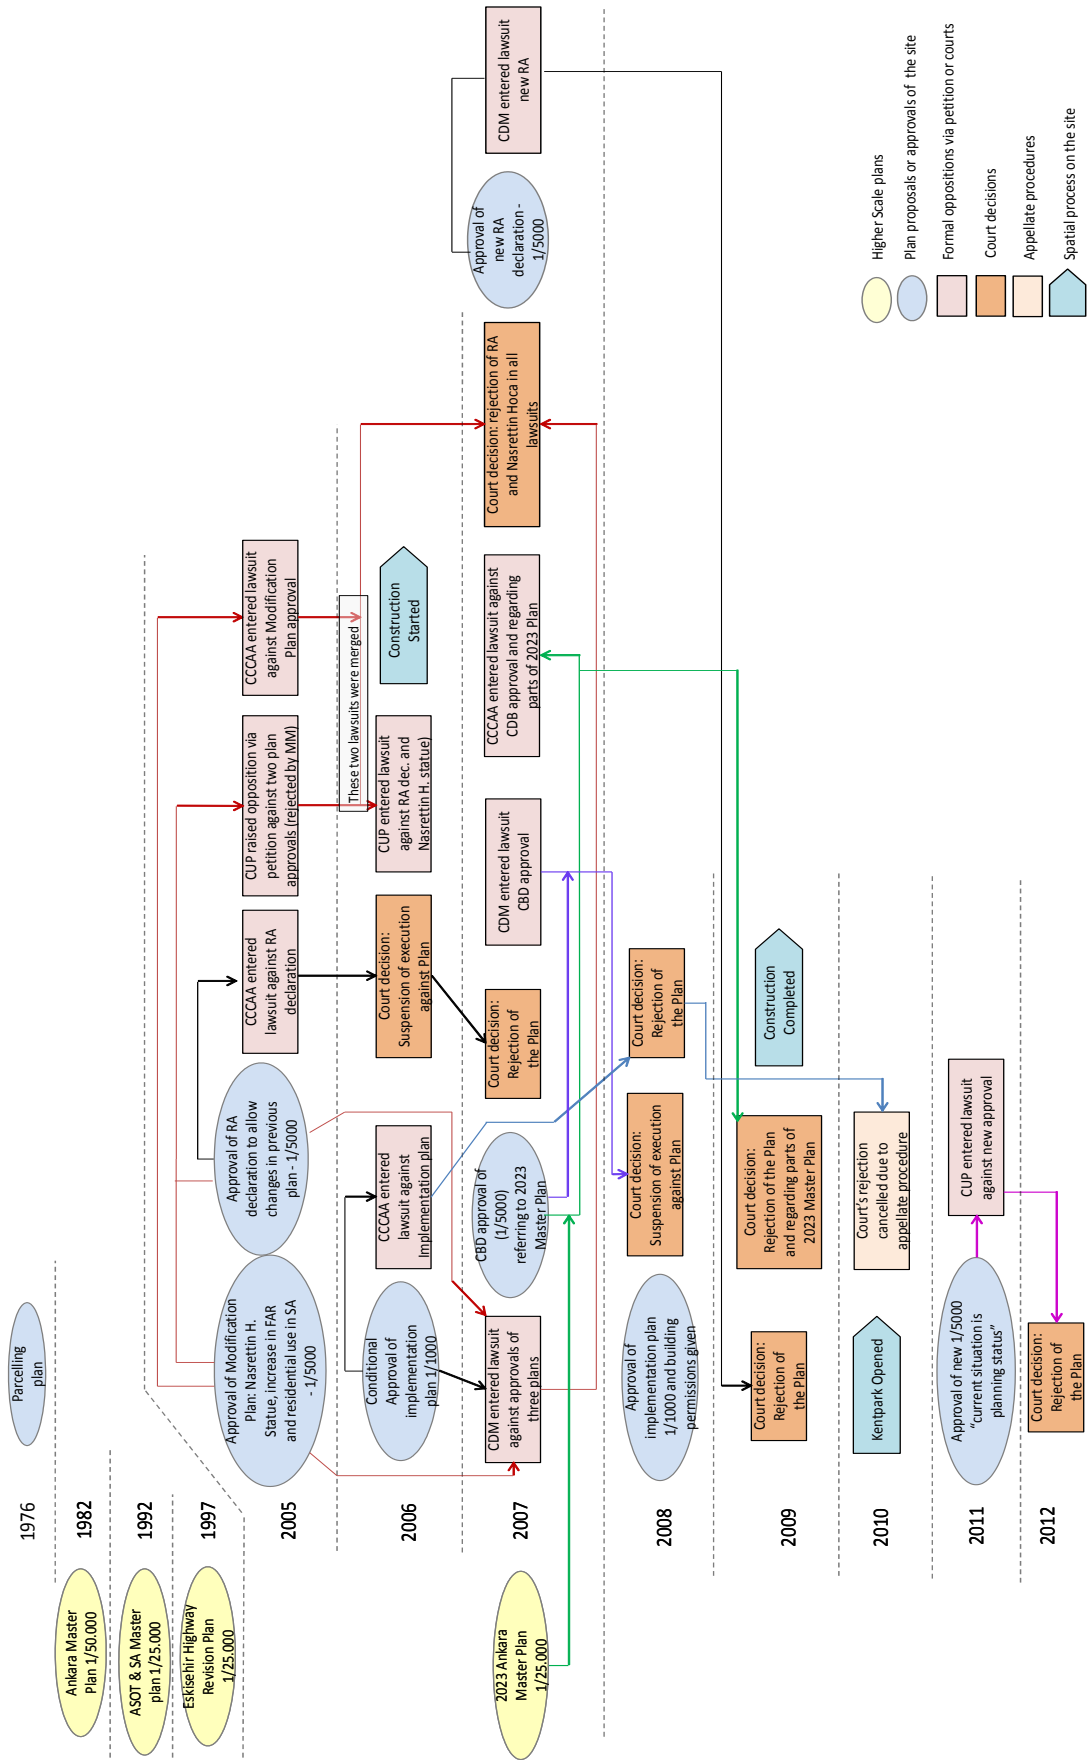 1976
Parcelling
plan
Ankara Master
Plan 1/50.000
1982
ASOT & SA Master
plan 1/25.000
1992
Eskisehir Highway
Revision Plan
1/25.000
1997
2005
Approval of Modification
Plan: Nasrettin H.
Statue, increase in FAR
and residential use in SA
- 1/5000
Approval of RA
declaration to allow
changes in previous
plan - 1/5000
CCCAA entered
lawsuit against RA
declaration
CUP raised opposition via
petition against two plan
approvals (rejected by MM)
CCCAA entered lawsuit
against Modification
Plan approval
These two lawsuits were merged
2006
Conditional
Approval of
implementation
plan 1/1000
CCCAA entered
lawsuit against
Implementation plan
Court decision:
Suspension of execution
against Plan
CUP entered lawsuit
against RA dec. and
Nasrettin H. statue)
Construction
Started
2023 Ankara
Master Plan
1/25.000
2007
CDM entered lawsuit
against approvals of
three plans
CBD approval of
(1/5000)
referring to 2023
Master Plan
Court decision:
Rejection of
the Plan
CDM entered lawsuit
CBD approval
CCCAA entered lawsuit against
CDB approval and regarding
parts of 2023 Plan
Court decision: rejection of RA
and Nasrettin Hoca in all
lawsuits
Approval of
new RA
declaration -
1/5000
CDM entered lawsuit
new RA
2008
Approval of
implementation plan
1/1000 and building
permissions given
Court decision:
Suspension of execution
against Plan
Court decision:
Rejection of
the Plan
2009
Court decision:
Rejection of
the Plan
Court decision:
Rejection of the Plan
and regarding parts of
2023 Master Plan
Construction
Completed
2010
Kentpark Opened
Court's rejection
cancelled due to
appellate procedure
2011
Approval of new 1/5000
“current situation is
planning status”
CUP entered lawsuit
against new approval
2012
Court decision:
Rejection of
the Plan
Higher Scale plans
Plan proposals or approvals of the site
Formal oppositions via petition or courts
Court decisions
Appellate procedures
Spatial process on the site